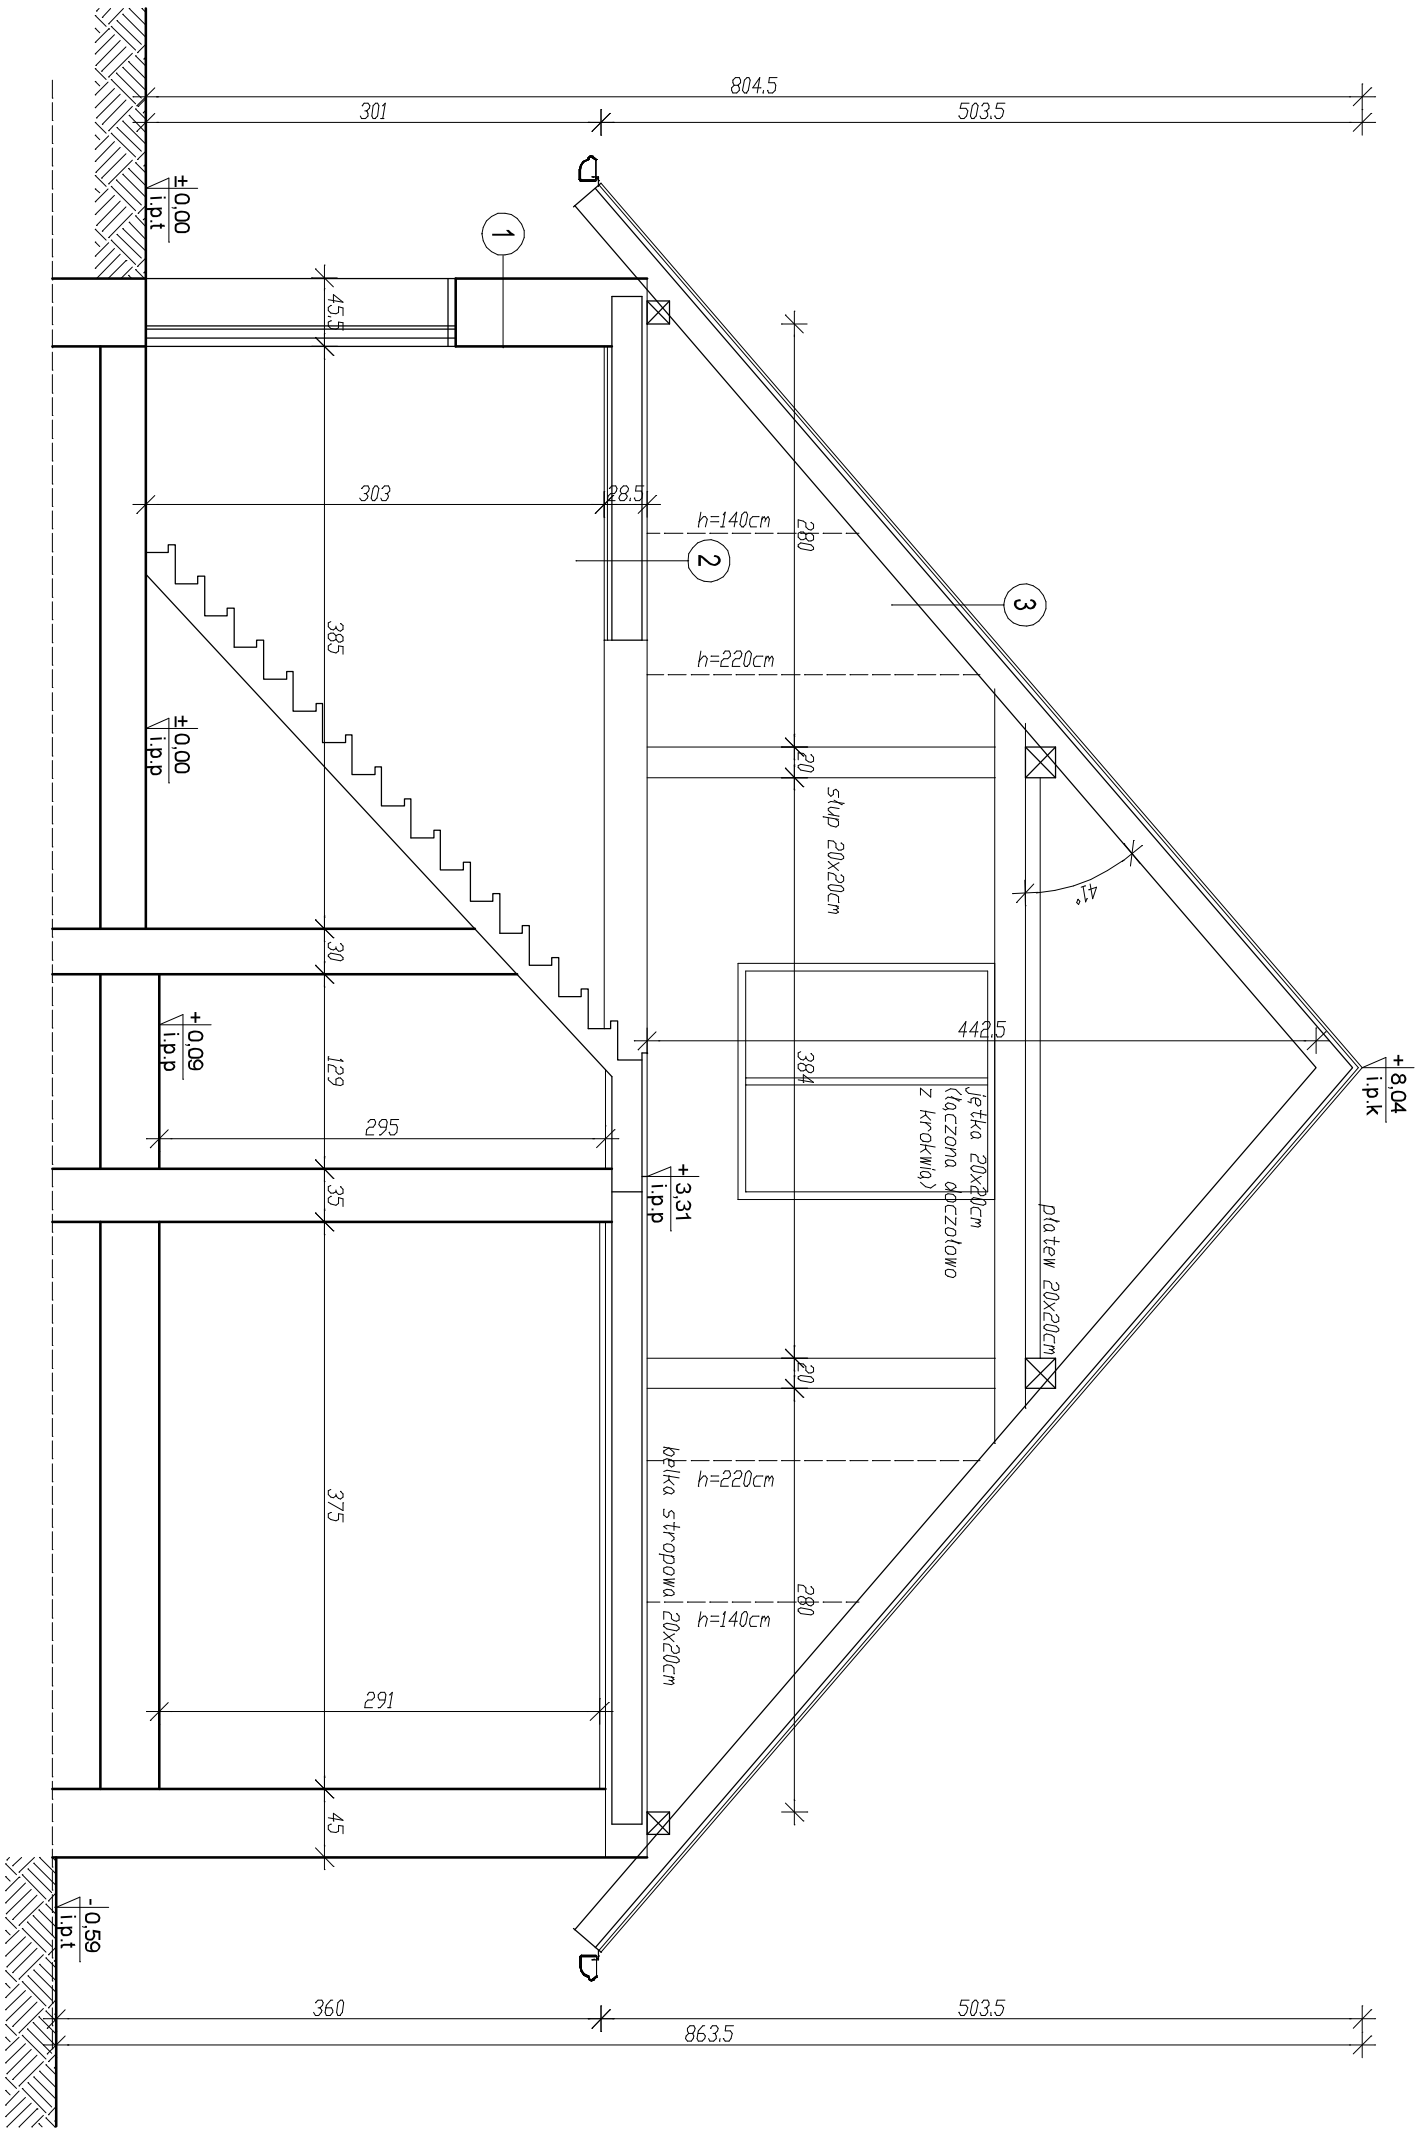 804.5
301
503.5
±0,00
i.p.t
1
45.5
303
28.5
h=140cm
280
2
3
h=220cm
385
±0,00
i.p.p
20
słup 20x20cm
41°
30
+0,09
i.p.p
129
295
35
442.5
384
+8,04
i.p.k
jętka 20x20cm
(łączona doczołowo
z krokwią)
+3,31
i.p.p
płatew 20x20cm
20
h=220cm
belka stropowa 20x20cm
375
280
h=140cm
291
45
-0,59
i.p.t
360
503.5
863.5